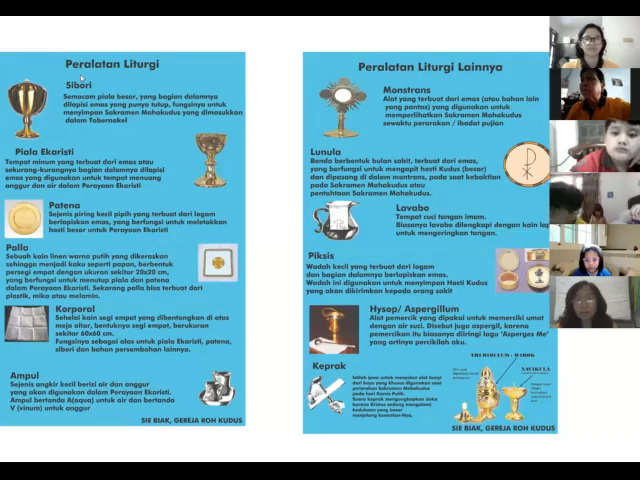 Peralatan Liturgi
Sibori
Semacam piala besar, yang bagian dalamnya
dilapisi emas yang punya tutup, fungsinya untuk
menyimpan Sakramen Mahakudus yang dimasukkan
dalam Tabernakel
Piala Ekaristi
Tempat minum yang terbuat dari emas atau
sekurang-kurangnya bagian dalamnya dilapisi
emas yang digunakan untuk tempat menuang
anggur dan air dalam Perayaan Ekaristi
Patena
Sejenis piring kecil pipih yang terbuat dari logam
berlapiskan emas, yang berfungsi untuk meletakkan
hosti besar untuk Perayaan Ekaristi
Palla
Sebuah kain linen warna putih yang dikeraskan
sehingga menjadi kaku seperti papan, berbentuk
persegi empat dengan ukuran sekitar 20x20 cm,
yang berfungsi untuk menutup piala dan patena
dalam Perayaan Ekaristi. Sekarang palla bisa terbuat dari
plastik, mika atau melamin.
Korporal
Sehelai kain segi empat yang dibentangkan di atas
meja altar, bentuknya segi empat, berukuran
sekitar 60x60 cm.
Fungsinya sebagai alas untuk piala Ekaristi, patena,
sibori dan bahan persembahan lainnya.
Ampul
Sejenis cangkir kecil berisi air dan anggur
yang akan digunakan dalam Perayaan Ekaristi.
Ampul bertanda A(aqua) untuk air dan bertanda
V (vinum) untuk anggur
SIE BIAK, GEREJA ROH KUDUS
Peralatan Liturgi Lainnya
Monstrans
Alat yang terbuat dari emas (atau bahan lain
yang pantas) yang digunakan untuk
memperlihatkan Sakramen Mahakudus
sewaktu perarakan / ibadat pujian
Lunula
Benda berbentuk bulan sabit, terbuat dari emas,
yang berfungsi untuk mengapit hosti Kudus (besar)
dan dipasang di dalam montrans, pada saat kebaktian
pada Sakramen Mahakudus atau
pentahtaan Sakramen Mahakudus.
Lavabo
Tempat cuci tangan imam.
Biasanya lavabo dilengkapi dengan kain lap
untuk mengeringkan tangan.
Piksis
Wadah kecil yang terbuat dari logam
dan bagian dalamnya berlapiskan emas.
Wadah ini digunakan untuk menyimpan Hosti Kudus
yang akan dikirimkan kepada orang sakit
Hysop/ Aspergillum
Alat pemercik yang dipakai untuk memerciki umat
dengan air suci. Disebut juga aspergil, karena
pemercikan itu biasanya diiringi lagu 'Asperges Me'
yang artinya percikilah aku.
Keprak
THURIBULUM - WIROK
NAVIKULA
SIE BIAK, GEREJA ROH KUDUS